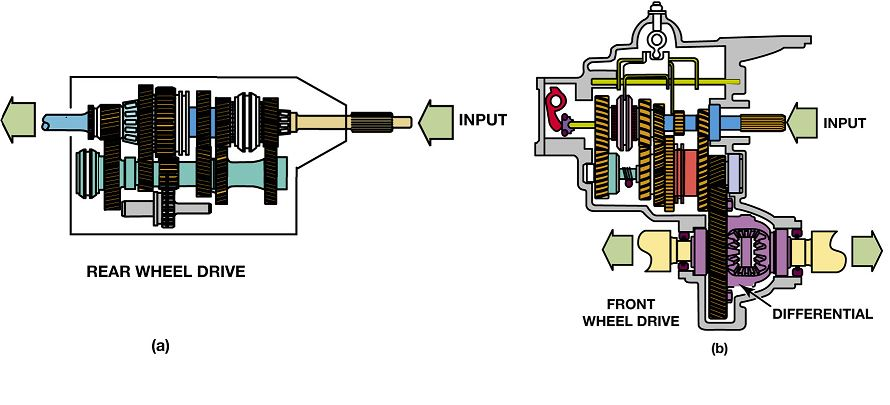 INPUT
REAR WHEEL DRIVE
(a)
INPUT
FRONT
WHEEL DRIVE
DIFFERENTIAL
(b)